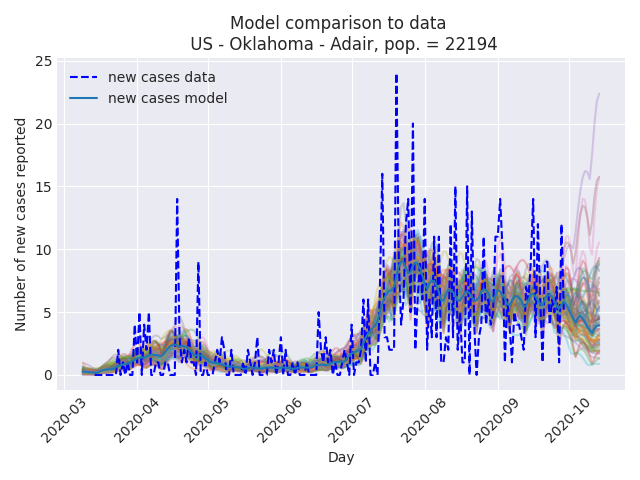 Model comparison to data
US - Oklahoma - Adair, pop. = 22194
new cases data
new cases model
Number of new cases reported
25
20
15
10
5
0
2020-03
2020-04
2020-05
2020-06
2020-07
2020-08
2020-09
2020-10
Day